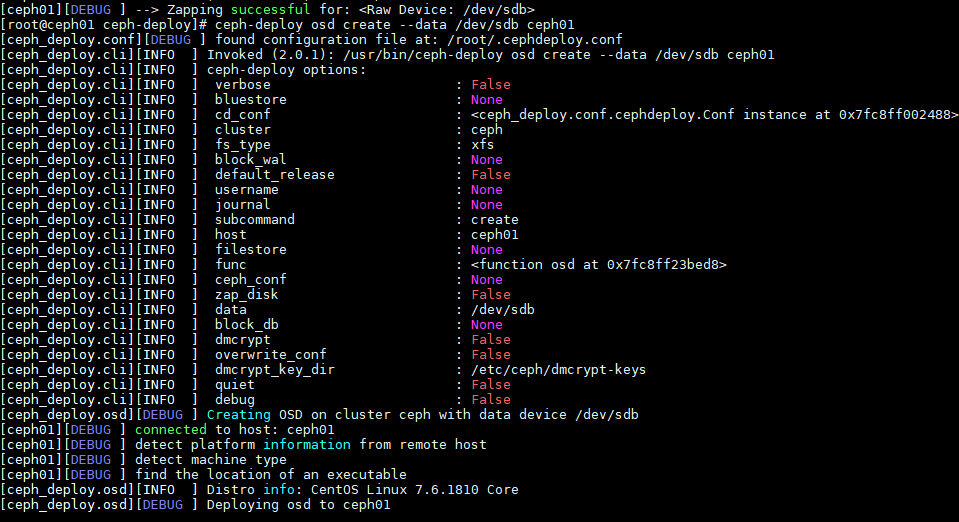 [ceph01][DEBUG ] --> Zapping successful for: <Raw Device: /dev/sdb>
[root@ceph01 ceph-deploy]# ceph-deploy osd create --data /dev/sdb ceph01
[ceph_deploy.conf][DEBUG ] found configuration file at: /root/.cephdeploy.conf
[ceph_deploy.cli][INFO  ] Invoked (2.0.1): /usr/bin/ceph-deploy osd create --data /dev/sdb ceph01
[ceph_deploy.cli][INFO  ] ceph-deploy options:
[ceph_deploy.cli][INFO  ]  verbose                       : False
[ceph_deploy.cli][INFO  ]  bluestore                     : None
[ceph_deploy.cli][INFO  ]  cd_conf                       : <ceph_deploy.conf.cephdeploy.Conf instance at 0x7fc8ff002488>
[ceph_deploy.cli][INFO  ]  cluster                       : ceph
[ceph_deploy.cli][INFO  ]  fs_type                       : xfs
[ceph_deploy.cli][INFO  ]  block_wal                     : None
[ceph_deploy.cli][INFO  ]  default_release               : False
[ceph_deploy.cli][INFO  ]  username                      : None
[ceph_deploy.cli][INFO  ]  journal                       : None
[ceph_deploy.cli][INFO  ]  subcommand                    : create
[ceph_deploy.cli][INFO  ]  host                          : ceph01
[ceph_deploy.cli][INFO  ]  filestore                     : None
[ceph_deploy.cli][INFO  ]  func                          : <function osd at 0x7fc8ff23bed8>
[ceph_deploy.cli][INFO  ]  ceph_conf                     : None
[ceph_deploy.cli][INFO  ]  zap_disk                      : False
[ceph_deploy.cli][INFO  ]  data                          : /dev/sdb
[ceph_deploy.cli][INFO  ]  block_db                      : None
[ceph_deploy.cli][INFO  ]  dmcrypt                       : False
[ceph_deploy.cli][INFO  ]  overwrite_conf                : False
[ceph_deploy.cli][INFO  ]  dmcrypt_key_dir               : /etc/ceph/dmcrypt-keys
[ceph_deploy.cli][INFO  ]  quiet                         : False
[ceph_deploy.cli][INFO  ]  debug                         : False
[ceph_deploy.osd][DEBUG ] Creating OSD on cluster ceph with data device /dev/sdb
[ceph01][DEBUG ] connected to host: ceph01
[ceph01][DEBUG ] detect platform information from remote host
[ceph01][DEBUG ] detect machine type
[ceph01][DEBUG ] find the location of an executable
[ceph_deploy.osd][INFO  ] Distro info: CentOS Linux 7.6.1810 Core
[ceph_deploy.osd][DEBUG ] Deploying osd to ceph01